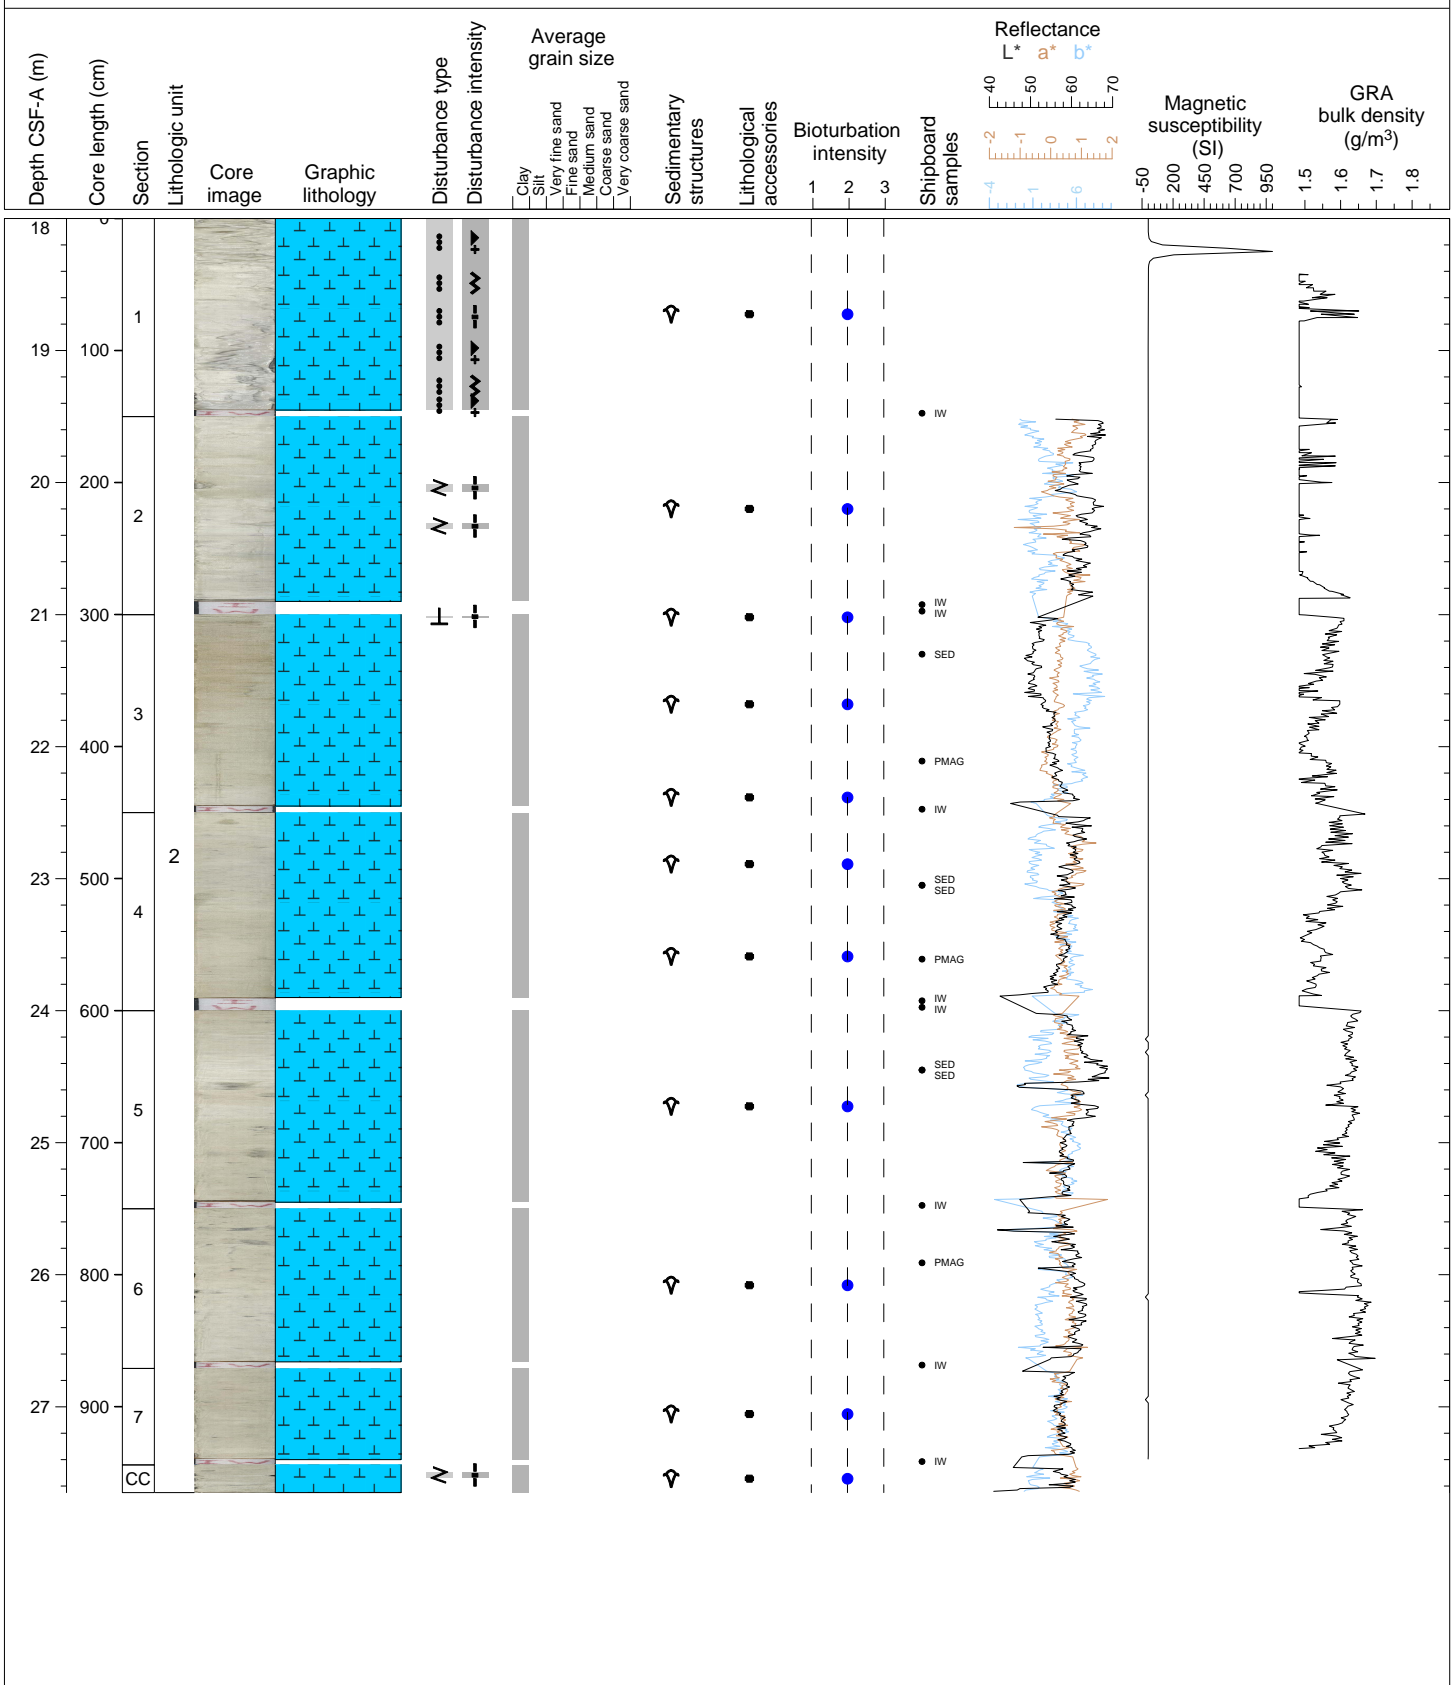 Depth CSF-A (m)
Core length (cm)
Section
Lithologic unit
Core
image
Graphic
lithology
Disturbance type
Disturbance intensity
Average
grain size
Clay
Silt
Very fine sand
Fine sand
Medium sand
Coarse sand
Very coarse sand
Sedimentary
structures
Lithological
accessories
Bioturbation
intensity
1 2 3
Shipboard
samples
Reflectance
L* a* b*
40 50 60 70
-2 -1 0 1 2
-4 1 6
Magnetic
susceptibility
(SI)
-50 200 450 700 950
GRA
bulk density
(g/m3)
1.5 1.6 1.7 1.8
18 0
1
19 100
IW
20 200
2
IW
IW
21 300
SED
3
22 400
PMAG
IW
2
23 500
SED
SED
4
PMAG
IW
IW
24 600
SED
SED
5
25 700
IW
PMAG
26 800
6
IW
27 900
7
IW
CC